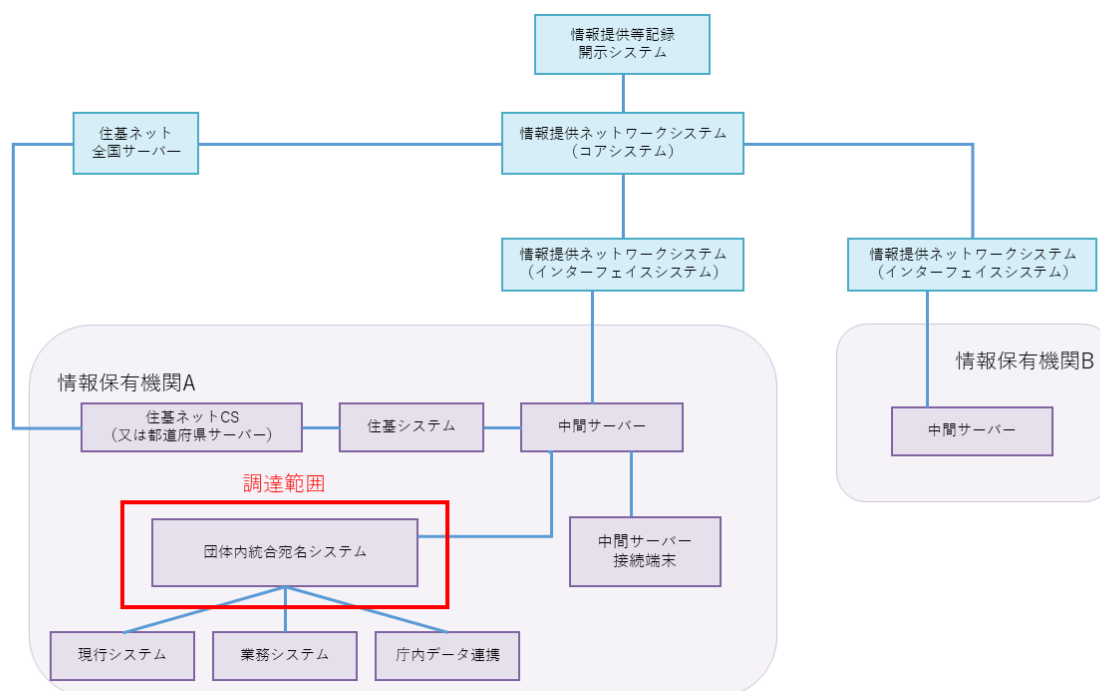 情報提供等記録
開示システム
住基ネット
全国サーバー
情報提供ネットワークシステム
(コアシステム)
情報提供ネットワークシステム
(インターフェイスシステム)
情報提供ネットワークシステム
(インターフェイスシステム)
情報保有機関A
情報保有機関B
住基ネットCS
(又は都道府県サーバー)
住基システム
中間サーバー
中間サーバー
調達範囲
団体内統合宛名システム
中間サーバー
接続端末
現行システム
業務システム
庁内データ連携